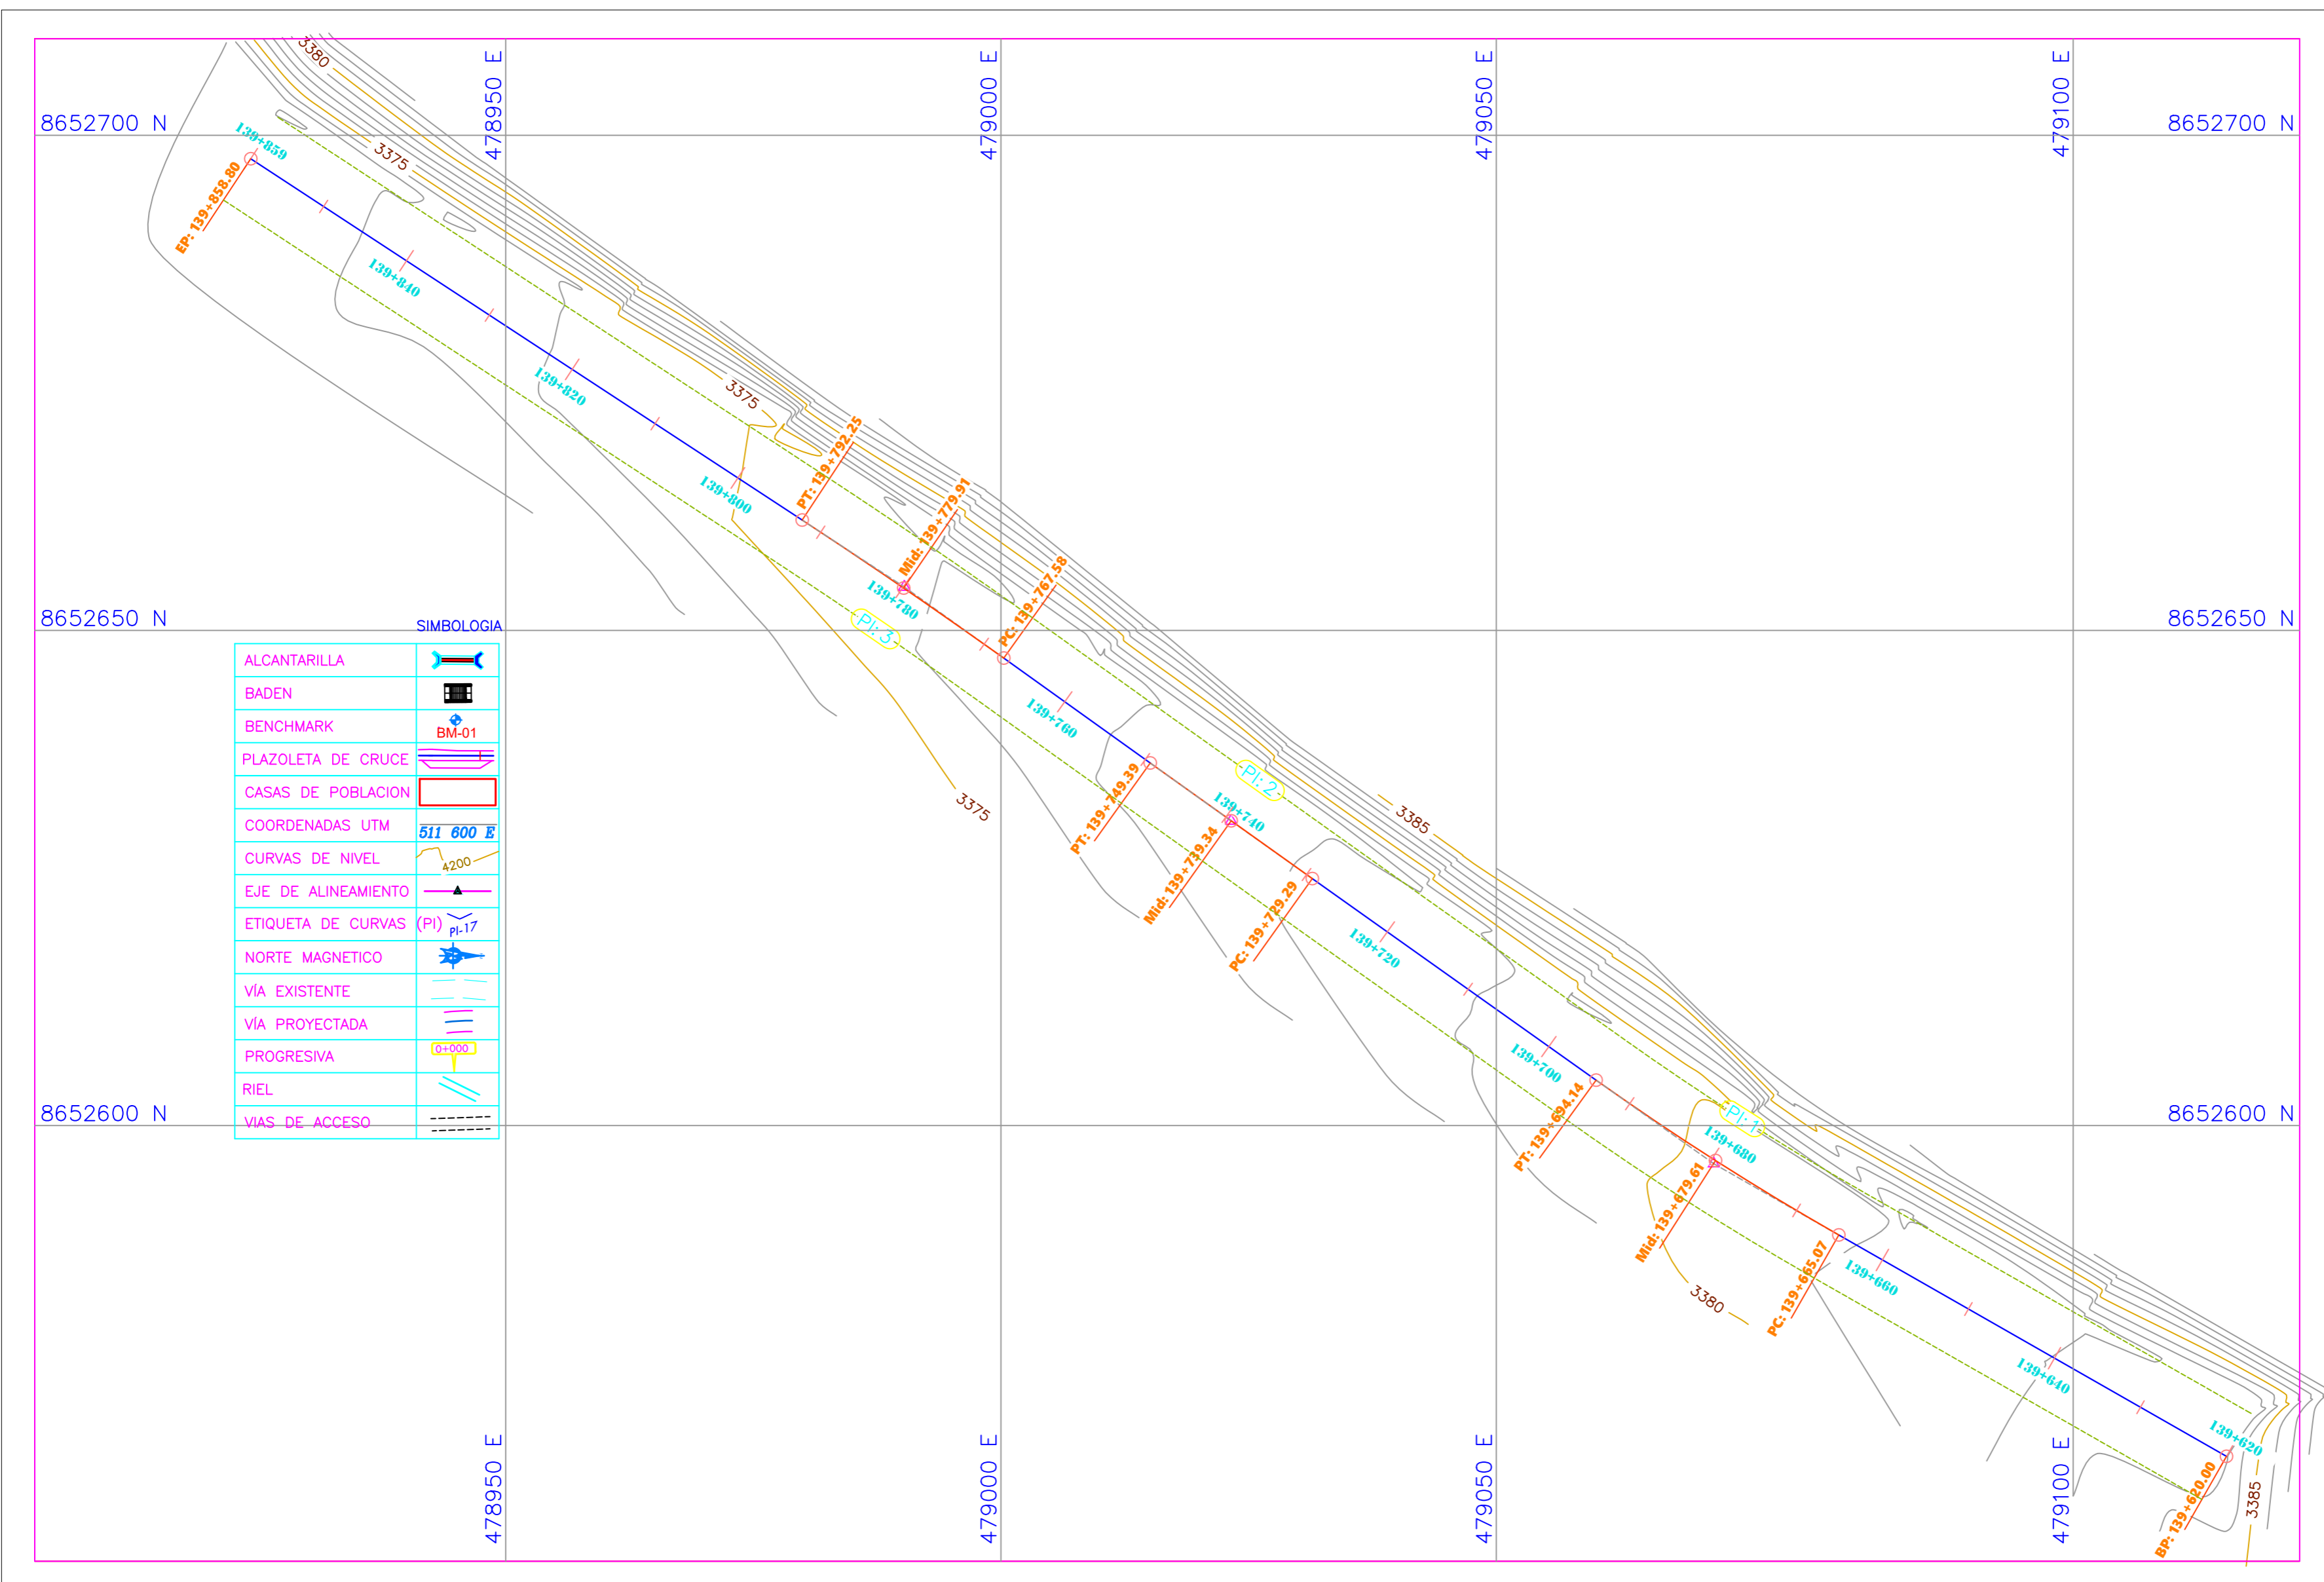 478950 E
479000 E
479050 E
479100 E
3380
8652700 N
8652700 N
139+859
3375
EP: 139+858.80
139+840
139+820
3375
PT: 139+792.25
139+800
Mid: 139+779.91
139+780
PC: 139+767.58
PI: 3
8652650 N
8652650 N
139+760
PT: 139+749.39
PI: 2
139+740
3375
3385
Mid: 139+739.34
PC: 139+729.29
139+720
139+700
8652600 N
8652600 N
PI: 1
PT: 139+694.14
139+680
Mid: 139+679.61
PC: 139+665.07
139+660
3380
139+640
139+620
BP: 139+620.00
3385
SIMBOLOGIA
ALCANTARILLA
BADEN
BENCHMARK
BM-01
PLAZOLETA DE CRUCE
CASAS DE POBLACION
COORDENADAS UTM
511 600 E
CURVAS DE NIVEL
4200
EJE DE ALINEAMIENTO
ETIQUETA DE CURVAS (PI)
PI-17
NORTE MAGNETICO
VÍA EXISTENTE
VÍA PROYECTADA
PROGRESIVA
0+000
RIEL
VIAS DE ACCESO
478950 E
479000 E
479050 E
479100 E